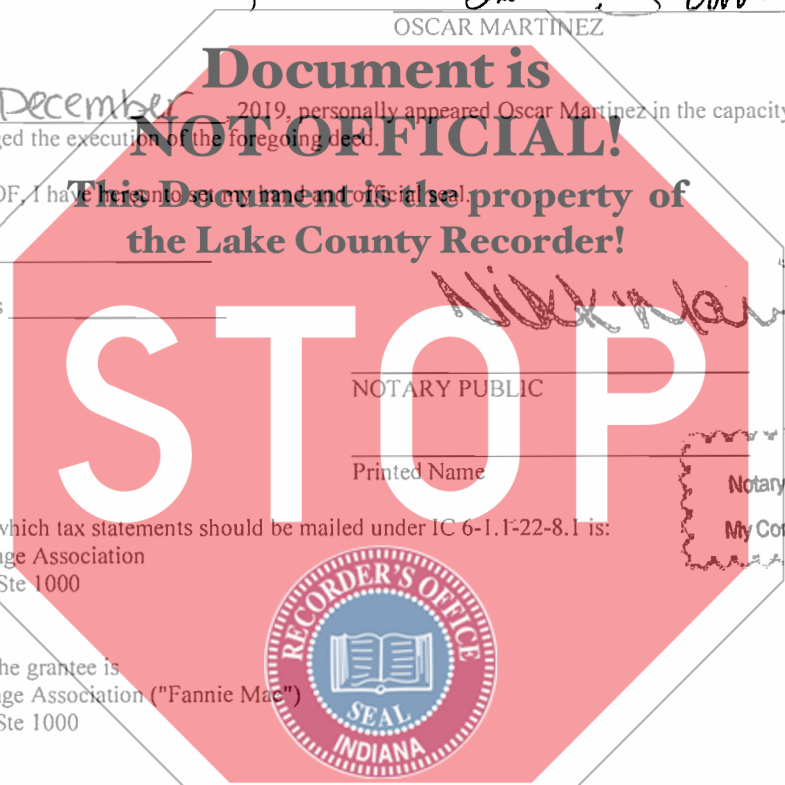 OSCAR MARTINEZ
Document is
December, 2019, personally appeared Oscar Martinez in the capacity
ged the execution of the foregoing deed.
NOT OFFICIAL!
OF, I have hereunto set my hand and official seal.
This Document is the property of
the Lake County Recorder!
s
STOP
NOTARY PUBLIC
Printed Name
Notary
My Co
which tax statements should be mailed under IC 6-1.1-22-8.1 is:
age Association
Ste 1000
RECORDER'S OFFICE
SEAL
INDIANA
he grantee is
age Association ("Fannie Mae")
Ste 1000